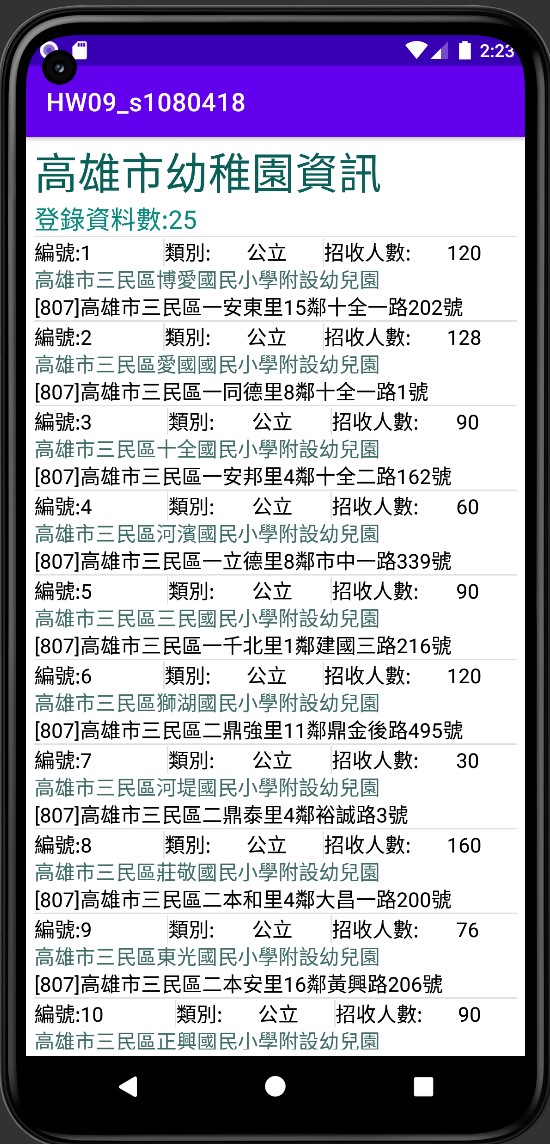 2:23
HW09_s1080418
高雄市幼稚園資訊
登錄資料數:25
編號:1 類別: 公立 招收人數: 120
高雄市三民區博愛國民小學附設幼兒園
[807]高雄市三民區一安東里15鄰十全一路202號
編號:2 類別: 公立 招收人數: 128
高雄市三民區愛國國民小學附設幼兒園
[807]高雄市三民區一同德里8鄰十全一路1號
編號:3 類別: 公立 招收人數: 90
高雄市三民區十全國民小學附設幼兒園
[807]高雄市三民區一安邦里4鄰十全二路162號
編號:4 類別: 公立 招收人數: 60
高雄市三民區河濱國民小學附設幼兒園
[807]高雄市三民區一立德里8鄰市中一路339號
編號:5 類別: 公立 招收人數: 90
高雄市三民區三民國民小學附設幼兒園
[807]高雄市三民區一千北里1鄰建國三路216號
編號:6 類別: 公立 招收人數: 120
高雄市三民區獅湖國民小學附設幼兒園
[807]高雄市三民區二鼎強里11鄰鼎金後路495號
編號:7 類別: 公立 招收人數: 30
高雄市三民區河堤國民小學附設幼兒園
[807]高雄市三民區二鼎泰里4鄰裕誠路3號
編號:8 類別: 公立 招收人數: 160
高雄市三民區莊敬國民小學附設幼兒園
[807]高雄市三民區二本和里4鄰大昌一路200號
編號:9 類別: 公立 招收人數: 76
高雄市三民區東光國民小學附設幼兒園
[807]高雄市三民區二本安里16鄰黃興路206號
編號:10 類別: 公立 招收人數: 90
高雄市三民區正興國民小學附設幼兒園